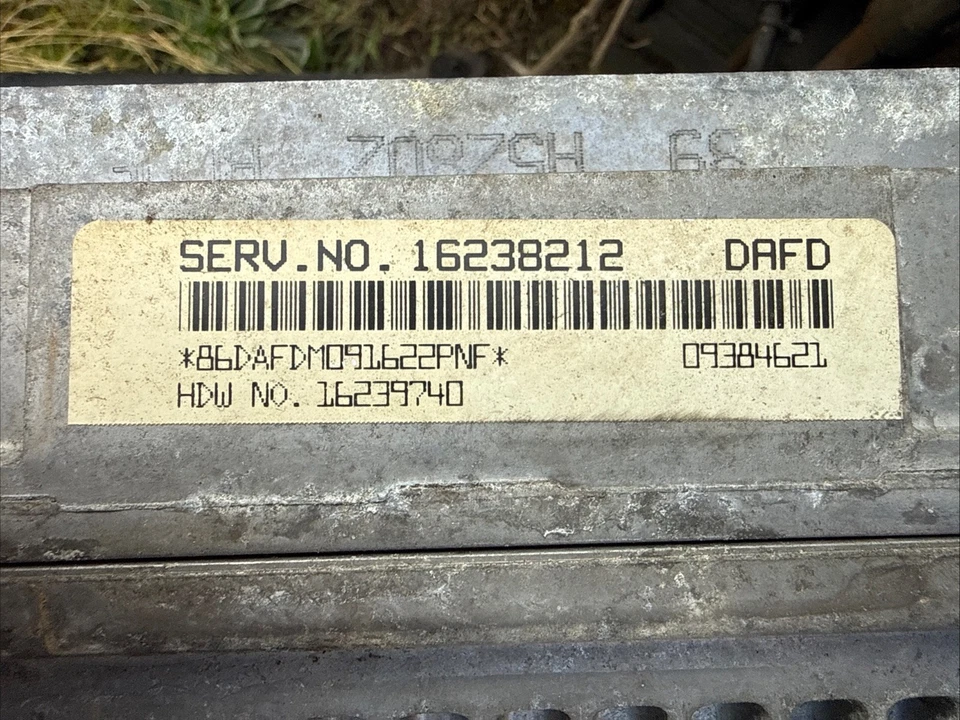 SERV.NO. 16238212 DAFD
*86DAFDM091622PNF* 09384621
HDW NO. 16239740